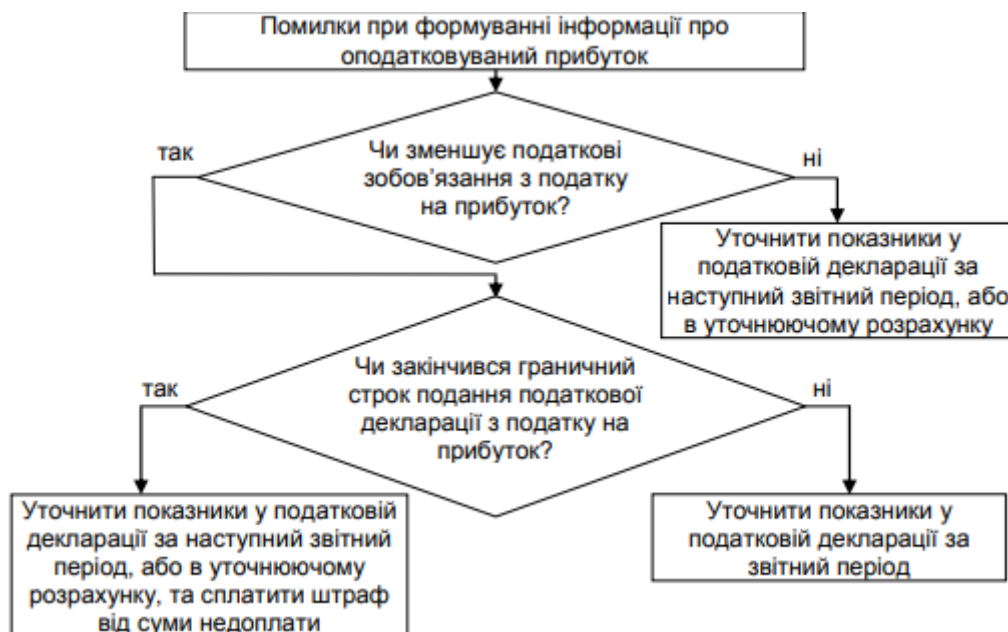 Помилки при формуванні інформації про
оподатковуваний прибуток
так
Чи зменшує податкові
зобов'язання з податку
на прибуток?
ні
Уточнити показники у
податковій декларації за
наступний звітний період, або
в уточнюючому розрахунку
так
Чи закінчився граничний
строк подання податкової
декларації з податку на
прибуток?
ні
Уточнити показники у податковій
декларації за наступний звітний
період, або в уточнюючому
розрахунку, та сплатити штраф
від суми недоплати
Уточнити показники у
податковій декларації за
звітний період